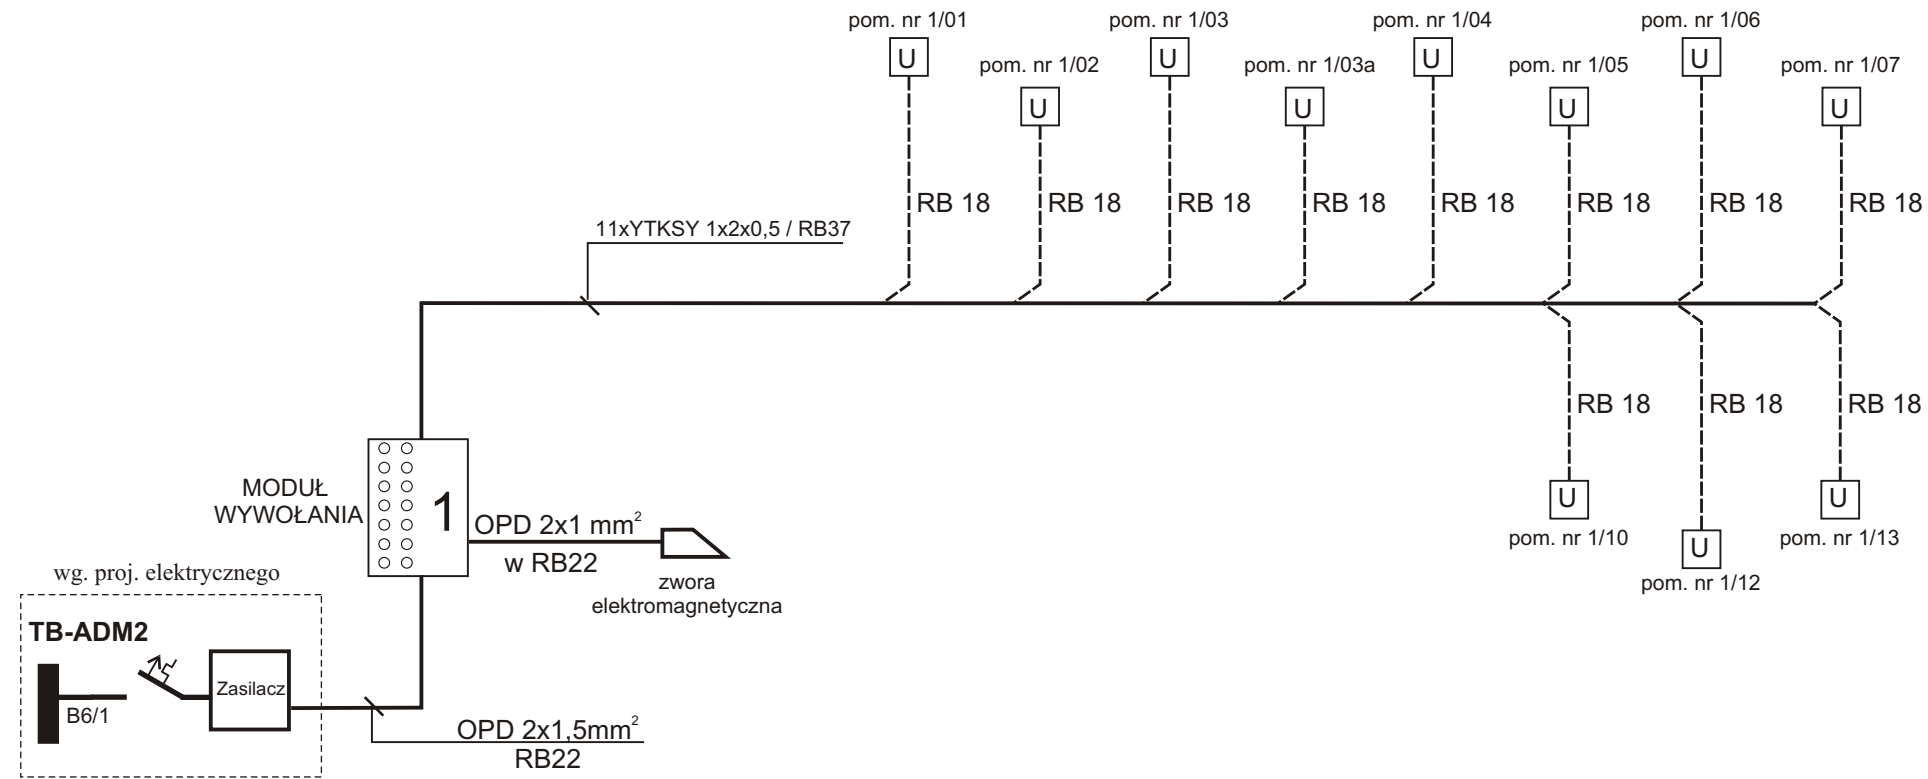 pom. nr 1/01
pom. nr 1/03
pom. nr 1/04
pom. nr 1/06
U
U
U
U
pom. nr 1/02
pom. nr 1/03a
pom. nr 1/05
pom. nr 1/07
U
U
U
U
RB 18
RB 18
RB 18
RB 18
RB 18
RB 18
RB 18
RB 18
11xYTKSY 1x2x0,5 / RB37
RB 18
RB 18
RB 18
U
U
pom. nr 1/10
pom. nr 1/13
U
pom. nr 1/12
MODUŁ
WYWOŁANIA
1
OPD 2x1 mm²
w RB22
zwora
elektromagnetyczna
wg. proj. elektrycznego
TB-ADM2
B6/1
Zasilacz
OPD 2x1,5mm²
RB22